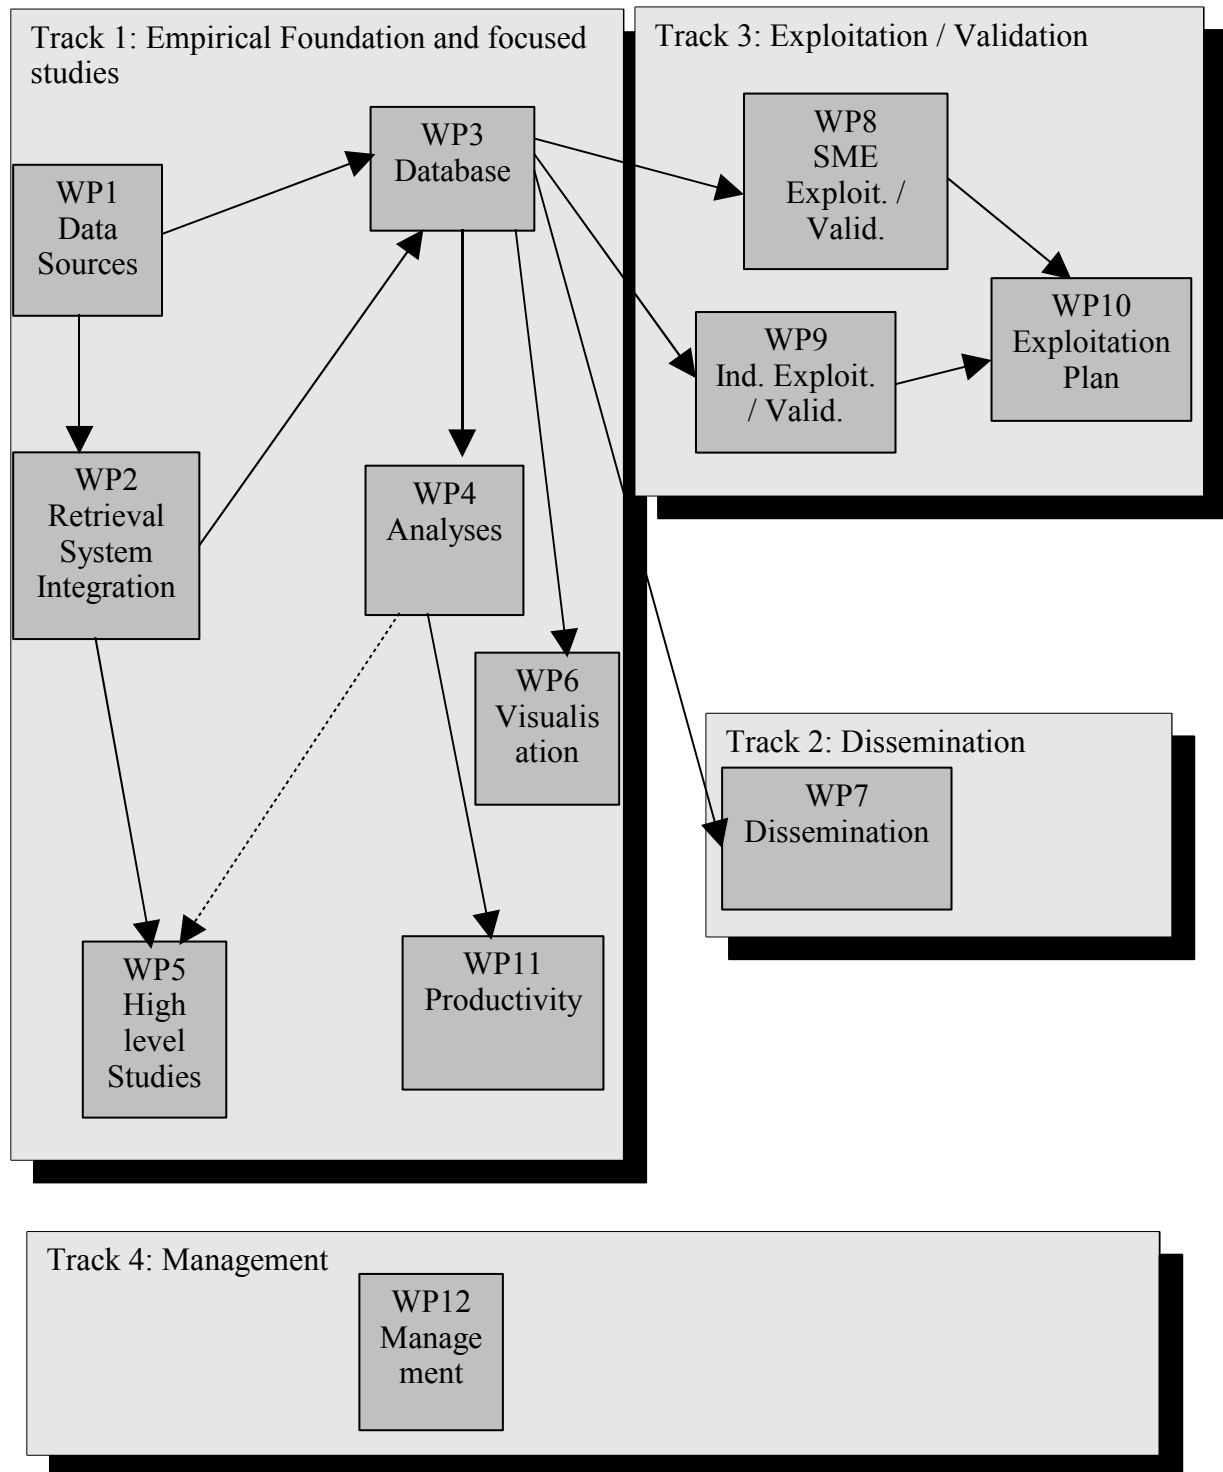 Track 1: Empirical Foundation and focused
studies
WP3
Database
WP1
Data
Sources
WP2
Retrieval
System
Integration
WP4
Analyses
WP6
Visualis
ation
WP5
High
level
Studies
WP11
Productivity
Track 3: Exploitation / Validation
WP8
SME
Exploit. /
Valid.
WP10
Exploitation
Plan
WP9
Ind. Exploit.
/ Valid.
Track 2: Dissemination
WP7
Dissemination
Track 4: Management
WP12
Manage
ment